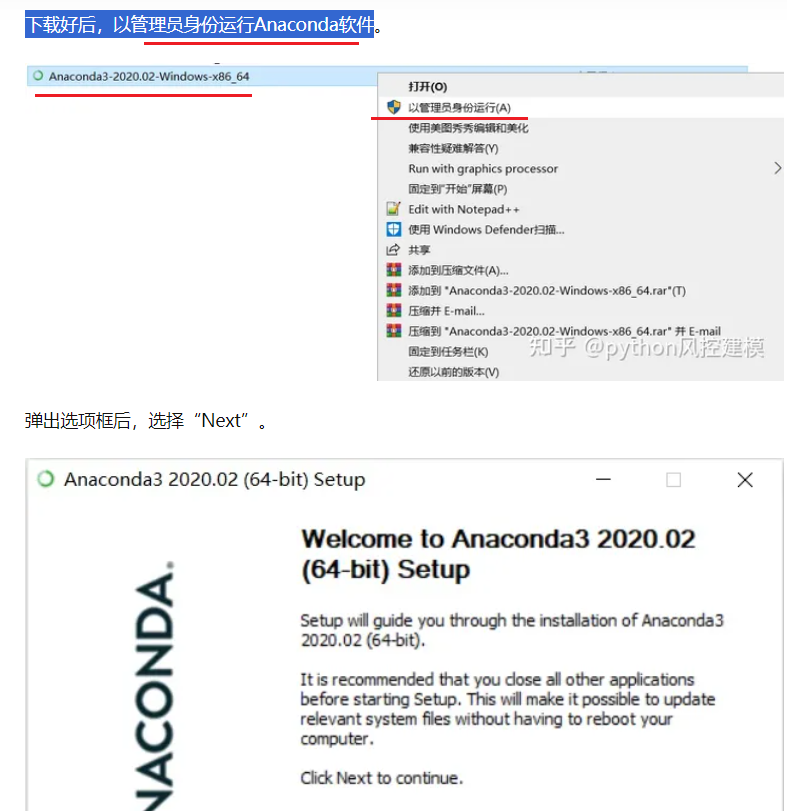 下载好后，以管理员身份运行Anaconda软件。
Anaconda3-2020.02-Windows-x86_64
打开(O)
以管理员身份运行(A)
使用美图秀秀编辑和美化
兼容性疑难解答(Y)
Run with graphics processor
固定到"开始"屏幕(P)
Edit with Notepad++
使用 Windows Defender扫描...
共享
添加到压缩文件(A)...
添加到 "Anaconda3-2020.02-Windows-x86_64.rar"(T)
压缩并 E-mail...
压缩到 "Anaconda3-2020.02-Windows-x86_64.rar" 并 E-mail
固定到任务栏(K)
知乎 @python风控建模
还原以前的版本(V)
弹出选项框后，选择“Next”。
Anaconda3 2020.02 (64-bit) Setup
Welcome to Anaconda3 2020.02
(64-bit) Setup
Setup will guide you through the installation of Anaconda3
2020.02 (64-bit).
It is recommended that you close all other applications
before starting Setup. This will make it possible to update
relevant system files without having to reboot your
computer.
Click Next to continue.
NACONDA.